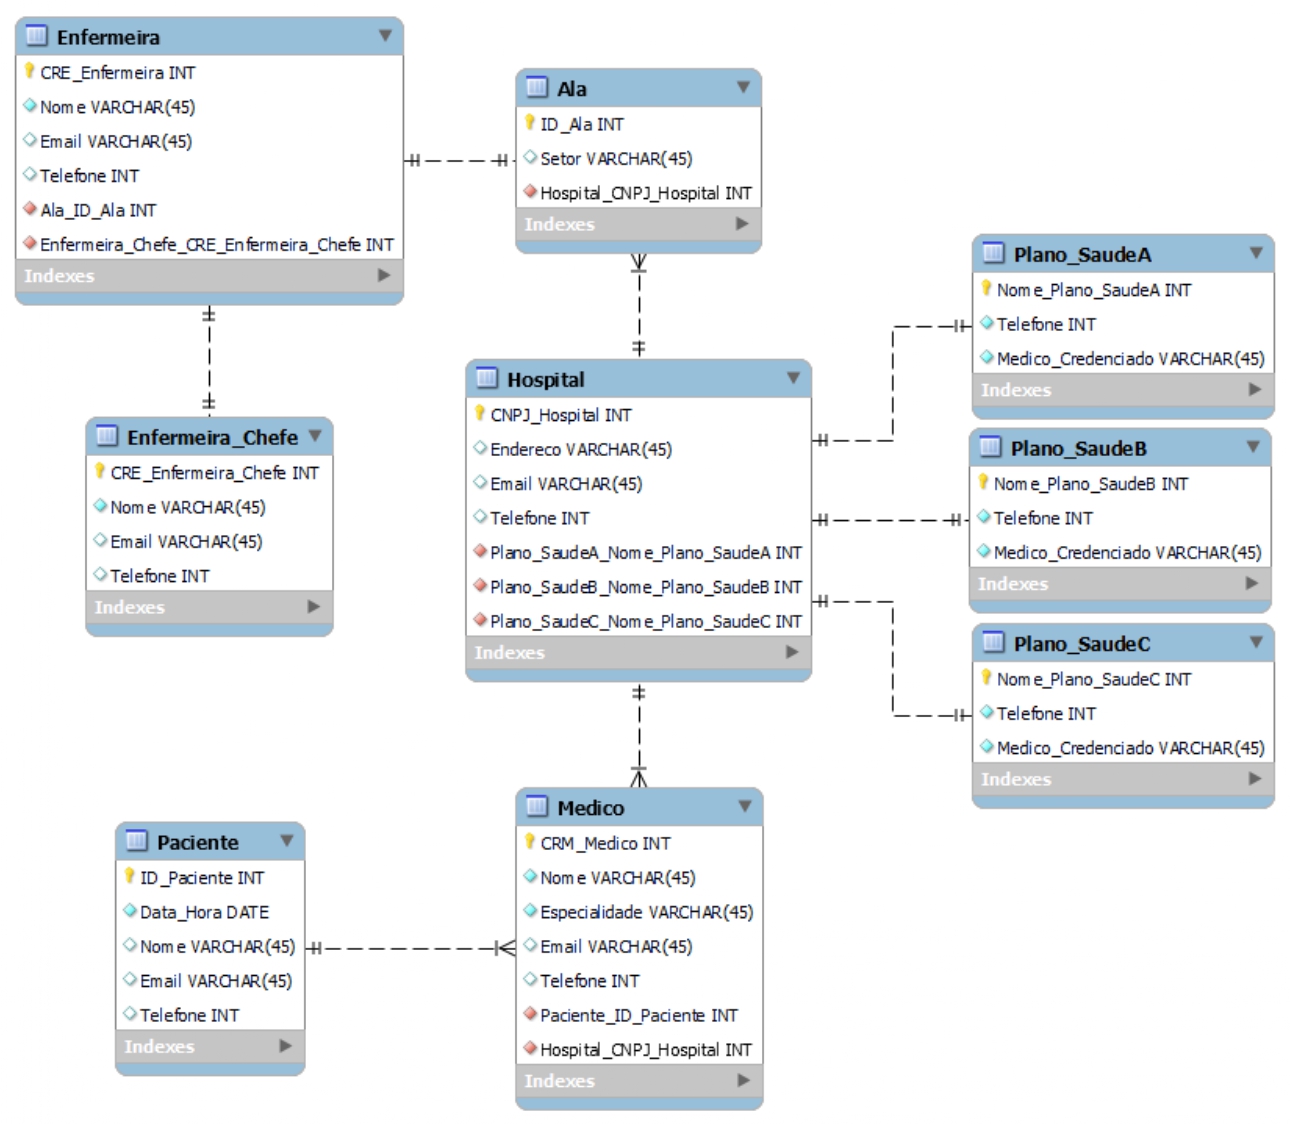 Enfermeira
CRE_Enfermeira INT
Nome VARCHAR(45)
Email VARCHAR(45)
Telefone INT
Ala_ID_Ala INT
Enfermeira_Chefe_CRE_Enfermeira_Chefe INT
Indexes
Ala
ID_Ala INT
Setor VARCHAR(45)
Hospital_CNPJ_Hospital INT
Indexes
Plano_SaudeA
Nome_Plano_SaudeA INT
Telefone INT
Medico_Credenciado VARCHAR(45)
Indexes
Enfermeira_Chefe
CRE_Enfermeira_Chefe INT
Nome VARCHAR(45)
Email VARCHAR(45)
Telefone INT
Indexes
Hospital
CNPJ_Hospital INT
Endereco VARCHAR(45)
Email VARCHAR(45)
Telefone INT
Plano_SaudeA_Nome_Plano_SaudeA INT
Plano_SaudeB_Nome_Plano_SaudeB INT
Plano_SaudeC_Nome_Plano_SaudeC INT
Indexes
Plano_SaudeB
Nome_Plano_SaudeB INT
Telefone INT
Medico_Credenciado VARCHAR(45)
Indexes
Plano_SaudeC
Nome_Plano_SaudeC INT
Telefone INT
Medico_Credenciado VARCHAR(45)
Indexes
Paciente
ID_Paciente INT
Data_Hora DATE
Nome VARCHAR(45)
Email VARCHAR(45)
Telefone INT
Indexes
Medico
CRM_Medico INT
Nome VARCHAR(45)
Especialidade VARCHAR(45)
Email VARCHAR(45)
Telefone INT
Paciente_ID_Paciente INT
Hospital_CNPJ_Hospital INT
Indexes